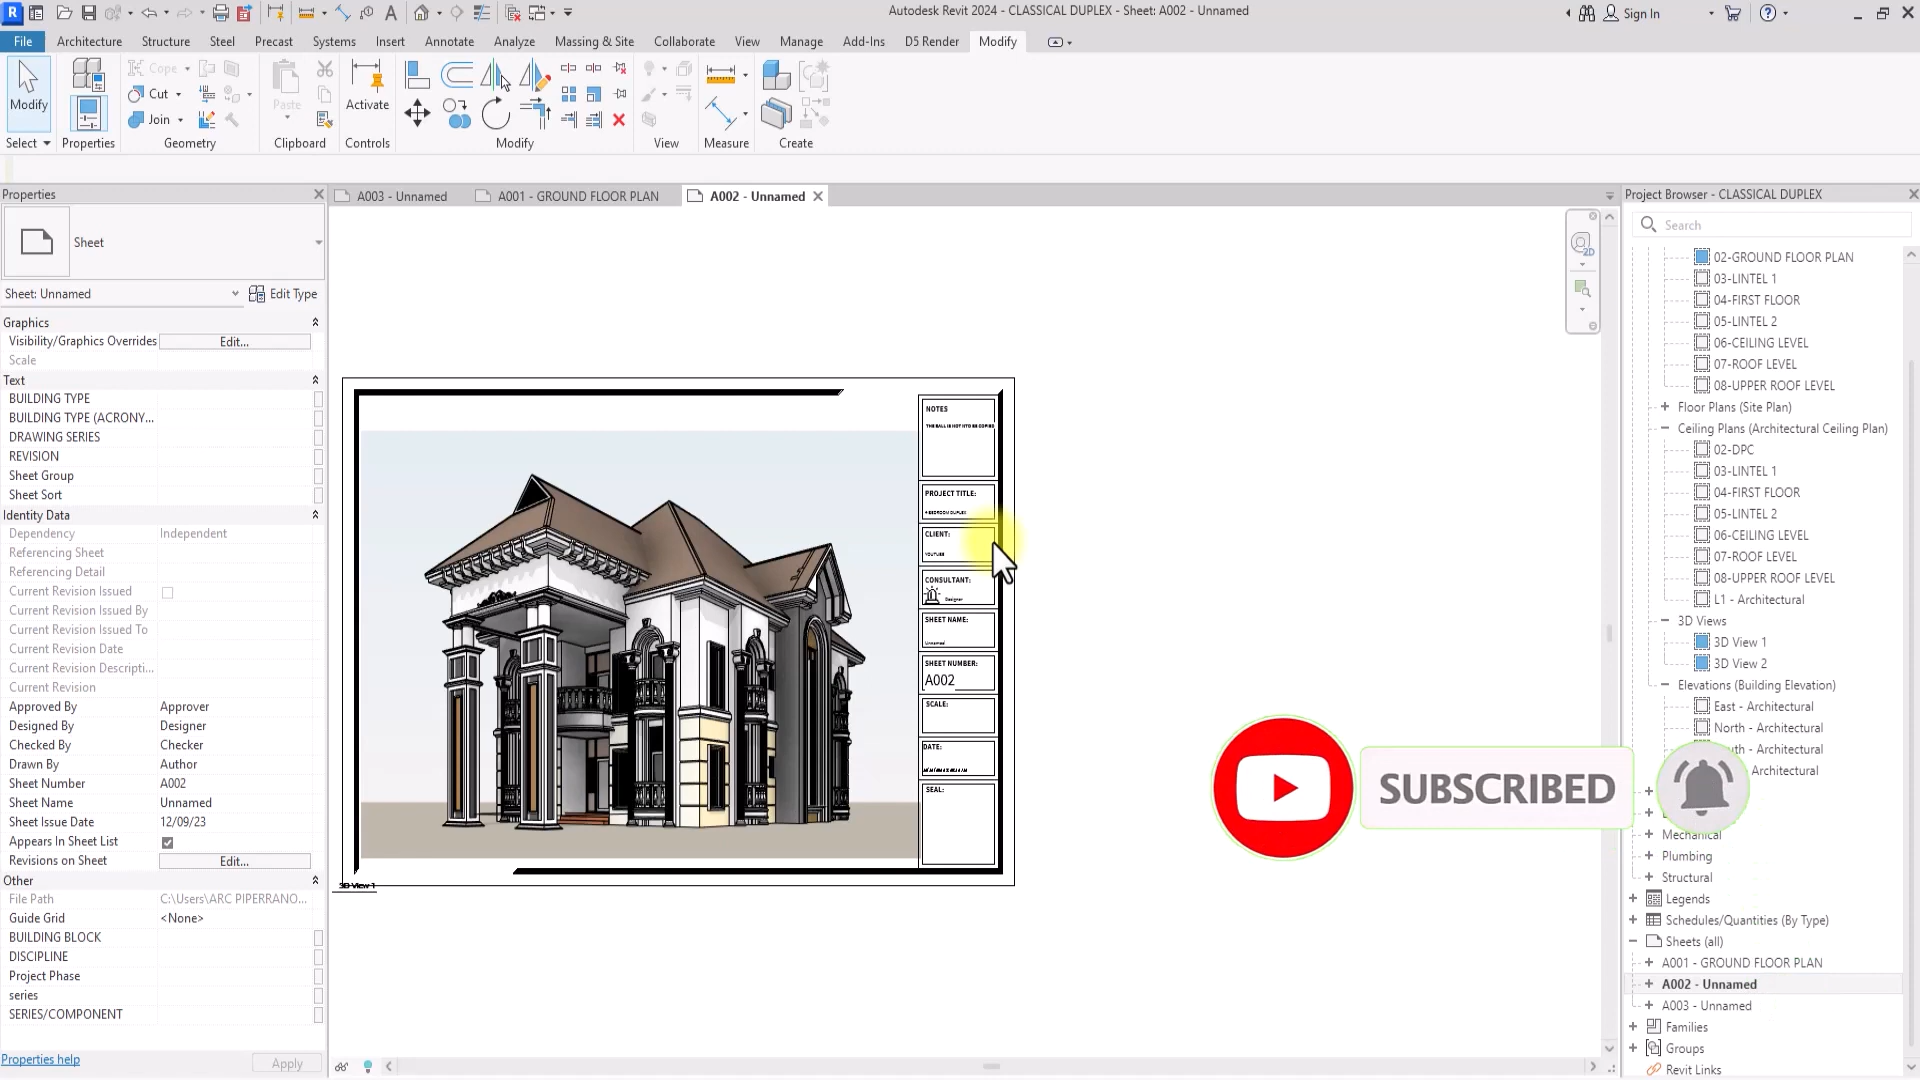 Autodesk Revit 2024 - CLASSICAL DUPLEX - Sheet: A002 - Unnamed
Sign In
File Architecture Structure Steel Precast Systems Insert Annotate Analyze Massing & Site Collaborate View Manage Add-Ins D5 Render Modify
Modify
Cope
Cut
Join
Paste
Activate
Select Properties Geometry Clipboard Controls Modify View Measure Create
Properties
Sheet
Sheet: Unnamed
Edit Type
Graphics
Visibility/Graphics Overrides Edit...
Scale
Text
BUILDING TYPE
BUILDING TYPE (ACRONY...
DRAWING SERIES
REVISION
Sheet Group
Sheet Sort
Identity Data
Dependency Independent
Referencing Sheet
Referencing Detail
Current Revision Issued
Current Revision Issued By
Current Revision Issued To
Current Revision Date
Current Revision Descripti...
Current Revision
Approved By Approver
Designed By Designer
Checked By Checker
Drawn By Author
Sheet Number A002
Sheet Name Unnamed
Sheet Issue Date 12/09/23
Appears In Sheet List
Revisions on Sheet Edit...
Other
File Path C:\Users\ARC PIPERRANO...
Guide Grid <None>
BUILDING BLOCK
DISCIPLINE
Project Phase
series
SERIES/COMPONENT
Properties help
Apply
A003 - Unnamed A001 - GROUND FLOOR PLAN A002 - Unnamed
2D
NOTES
PROJECT TITLE:
4 BEDROOM DUPLEX
CLIENT:
YOUTUBE
CONSULTANT:
Designer
SHEET NAME:
Unnamed
SHEET NUMBER:
A002
SCALE:
DATE:
SEAL:
3D View 1
SUBSCRIBED
Project Browser - CLASSICAL DUPLEX
Search
02-GROUND FLOOR PLAN
03-LINTEL 1
04-FIRST FLOOR
05-LINTEL 2
06-CEILING LEVEL
07-ROOF LEVEL
08-UPPER ROOF LEVEL
Floor Plans (Site Plan)
Ceiling Plans (Architectural Ceiling Plan)
02-DPC
03-LINTEL 1
04-FIRST FLOOR
05-LINTEL 2
06-CEILING LEVEL
07-ROOF LEVEL
08-UPPER ROOF LEVEL
L1 - Architectural
3D Views
3D View 1
3D View 2
Elevations (Building Elevation)
East - Architectural
North - Architectural
uth - Architectural
Architectural
Mechanical
Plumbing
Structural
Legends
Schedules/Quantities (By Type)
Sheets (all)
A001 - GROUND FLOOR PLAN
A002 - Unnamed
A003 - Unnamed
Families
Groups
Revit Links